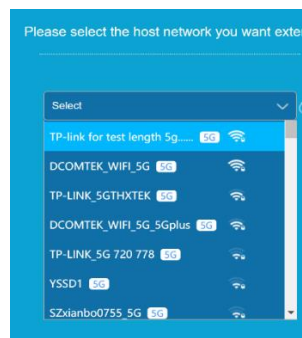 Please select the host network you want exte
Select
TP-link for test length 5g...... 5G
DCOMTEK_WIFI_5G 5G
TP-LINK_5GTHXTEK 5G
DCOMTEK_WIFI_5G_5Gplus 5G
TP-LINK_5G 720 778 5G
YSSD1 5G
SZxianbo0755_5G 5G